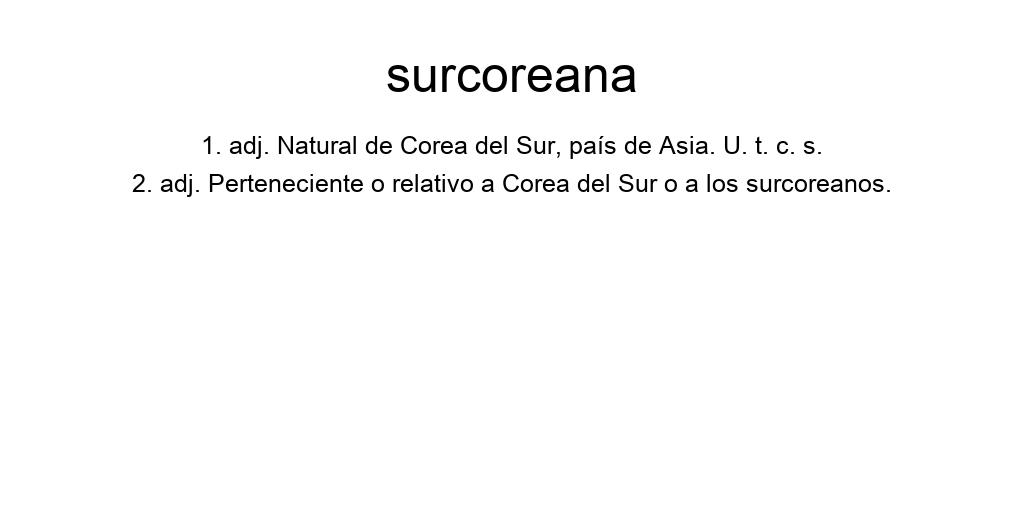 surcoreana
1. adj. Natural de Corea del Sur, país de Asia. U. t. c. s.
2. adj. Perteneciente o relativo a Corea del Sur o a los surcoreanos.